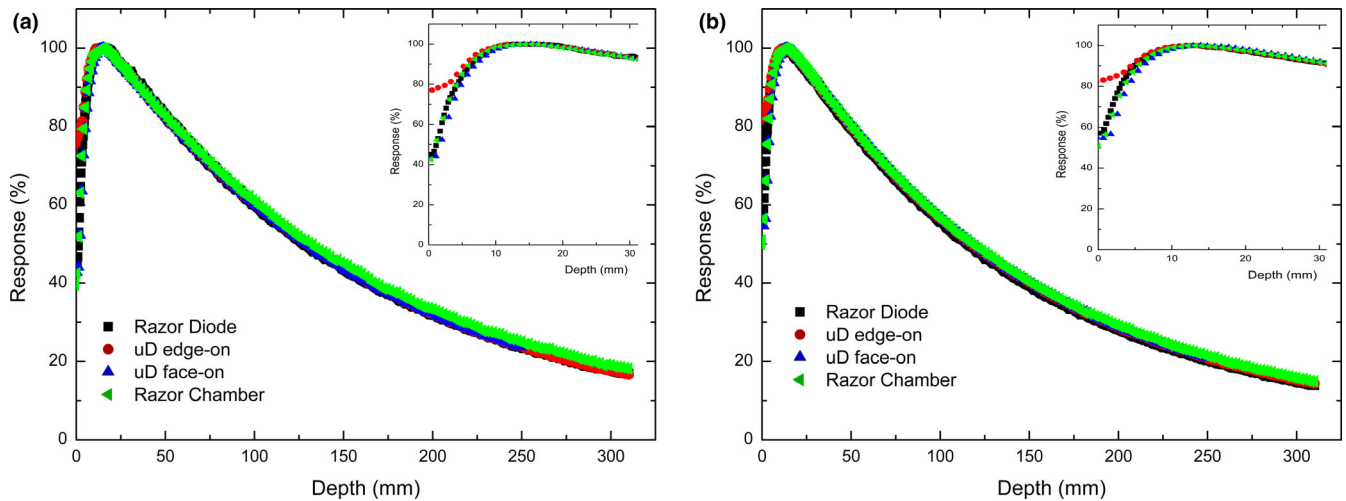 (a)
Response (%)
100
80
60
40
20
0
0 50 100 150 200 250 300
Depth (mm)
Razor Diode
uD edge-on
uD face-on
Razor Chamber
Response (%)
100
80
60
40
20
0
0 10 20 30
Depth (mm)
(b)
Response (%)
100
80
60
40
20
0
0 50 100 150 200 250 300
Depth (mm)
Razor Diode
uD edge-on
uD face-on
Razor Chamber
Response (%)
100
80
60
40
20
0
0 10 20 30
Depth (mm)